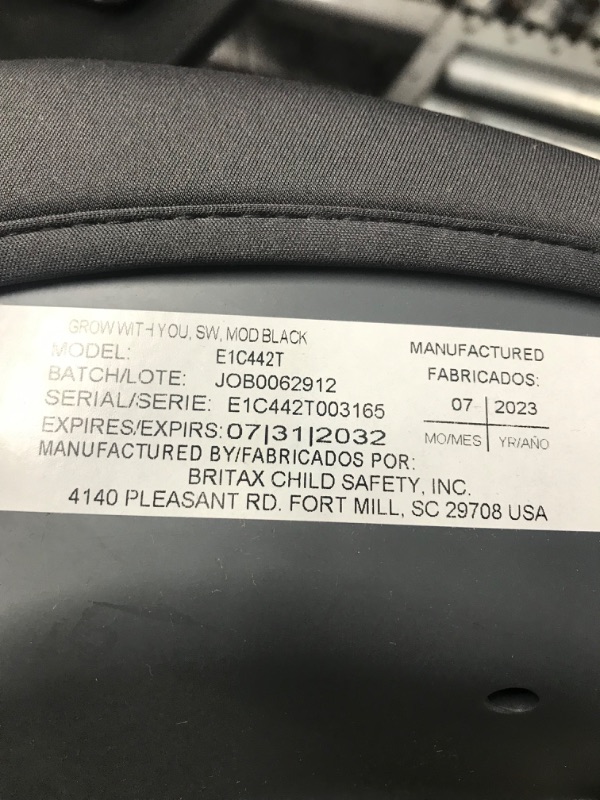 GROW WITH YOU, SW, MOD BLACK
MODEL: E1C442T
BATCH/LOTE: JOB0062912
SERIAL/SERIE: E1C442T003165
EXPIRES/EXPIRS: 07|31|2032
MANUFACTURED BY/FABRICADOS POR:
BRITAX CHILD SAFETY, INC.
4140 PLEASANT RD. FORT MILL, SC 29708 USA
MANUFACTURED
FABRICADOS:
07 | 2023
MO/MES | YR/AÑO